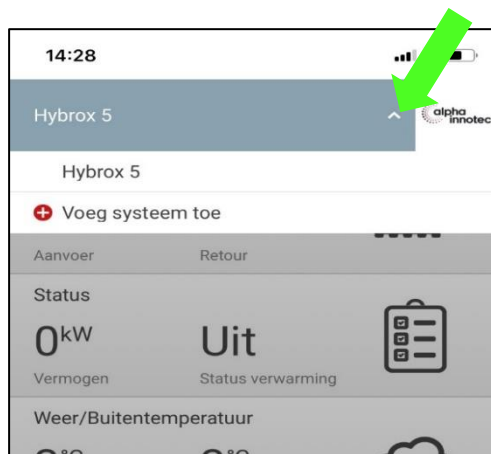 14:28
Hybrox 5
alpha
innotec
Hybrox 5
Voeg systeem toe
Aanvoer Retour
Status
0kW Uit
Vermogen Status verwarming
Weer/Buitentemperatuur